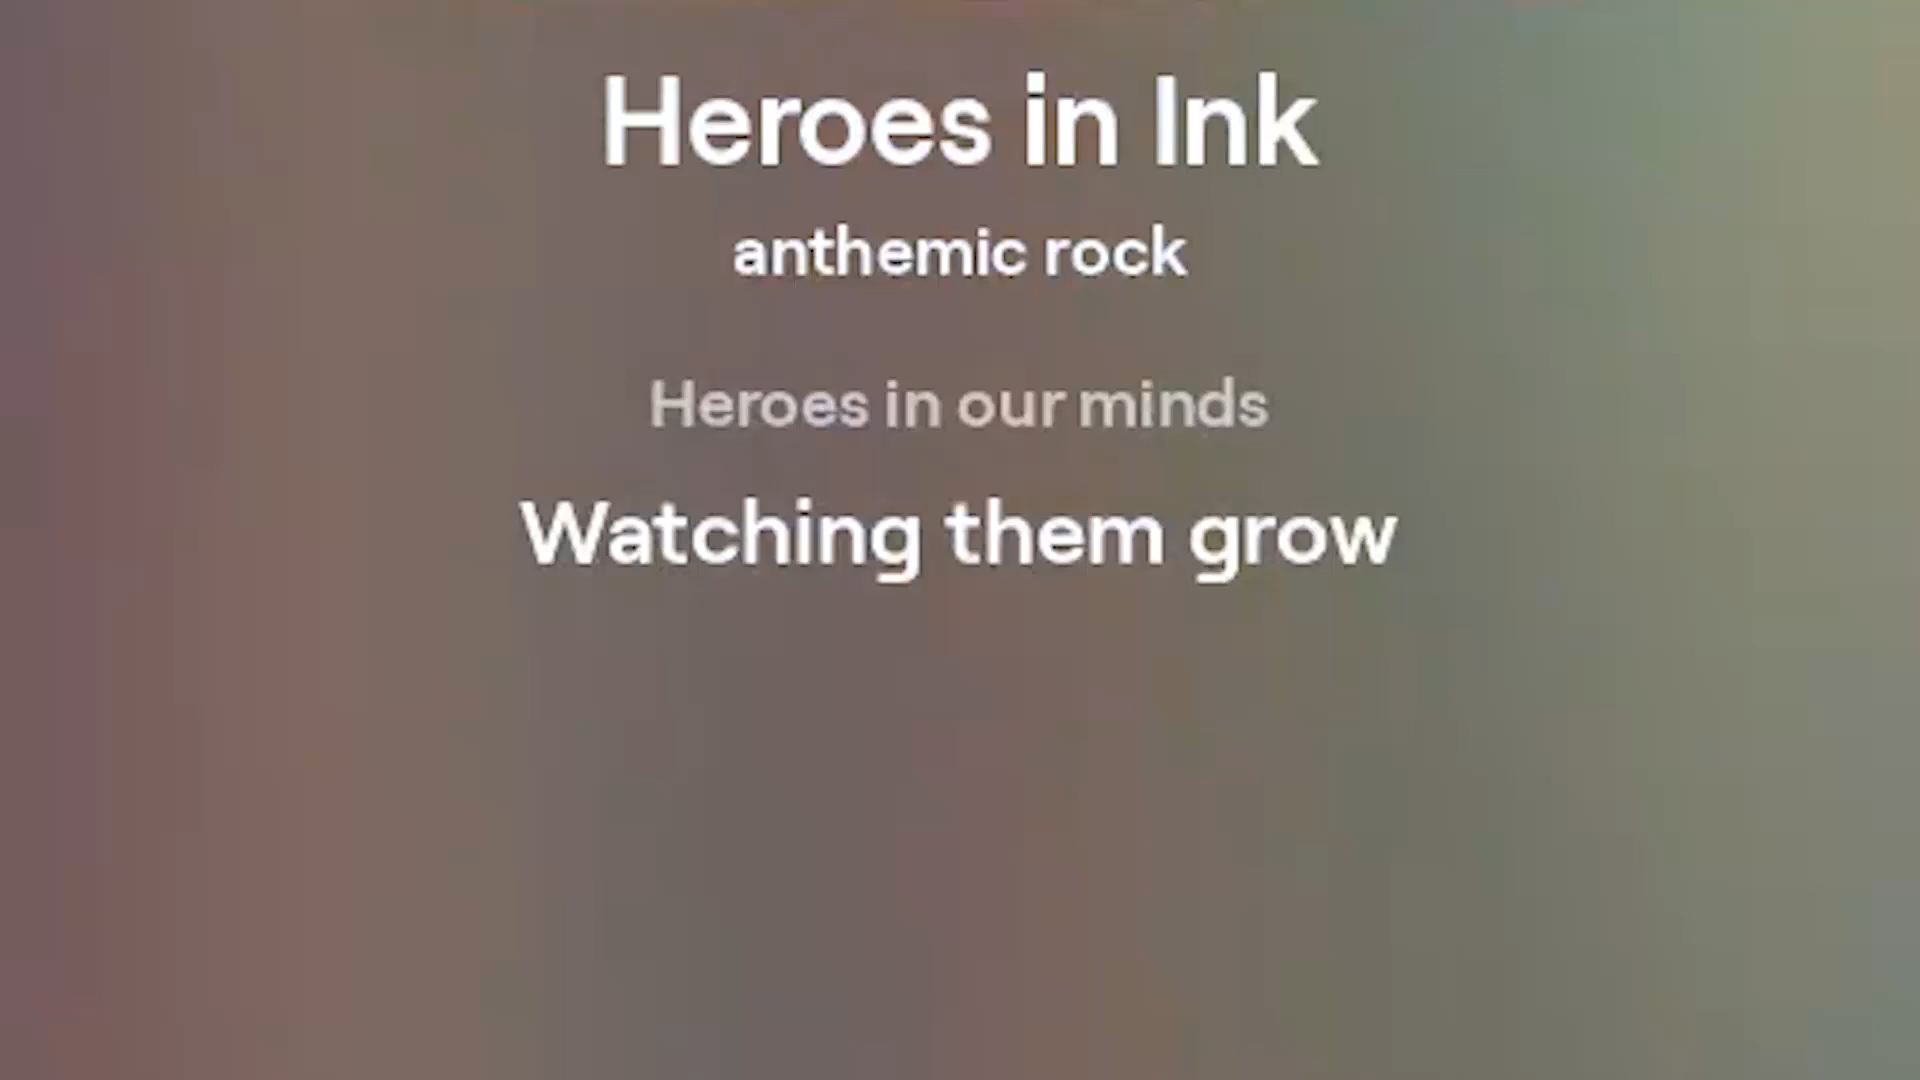 Heroes in Ink
anthemic rock
Heroes in our minds
Watching them grow